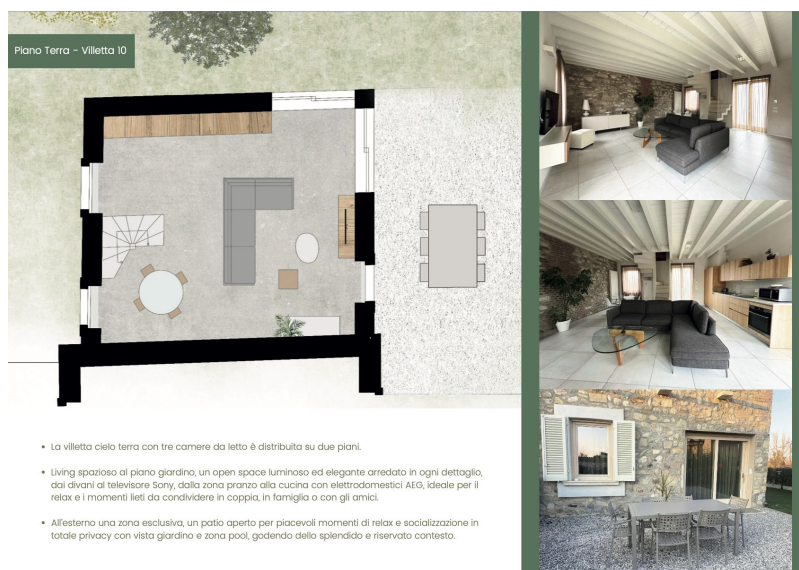 Piano Terra - Villetta 10
• La villetta cielo terra con tre camere da letto è distribuita su due piani.
• Living spazioso al piano giardino, un open space luminoso ed elegante arredato in ogni dettaglio,
dai divani al televisore Sony, dalla zona pranzo alla cucina con elettrodomestici AEG, ideale per il
relax e i momenti lieti da condividere in coppia, in famiglia o con gli amici.
• All'esterno una zona esclusiva, un patio aperto per piacevoli momenti di relax e socializzazione in
totale privacy con vista giardino e zona pool, godendo dello splendido e riservato contesto.